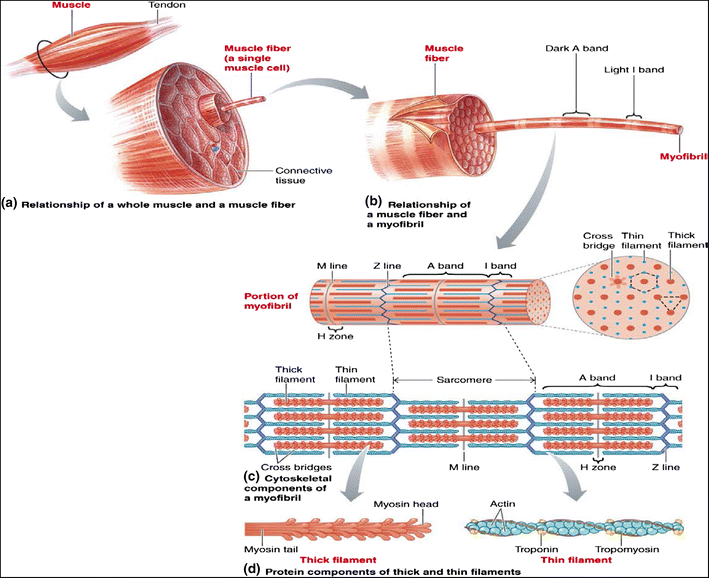 Muscle
Tendon
Muscle fiber
(a single
muscle cell)
Connective
tissue
(a) Relationship of a whole muscle and a muscle fiber
Muscle
fiber
Dark A band
Light I band
Myofibril
(b) Relationship of
a muscle fiber and
a myofibril
Cross
bridge
Thin
filament
Thick
filament
M line
Z line
A band
I band
Portion of
myofibril
H zone
Thick
filament
Thin
filament
Sarcomere
A band
I band
Cross bridges
M line
H zone
Z line
(c) Cytoskeletal
components of
a myofibril
Myosin head
Myosin tail
Thick filament
Actin
Troponin
Tropomyosin
Thin filament
(d) Protein components of thick and thin filaments